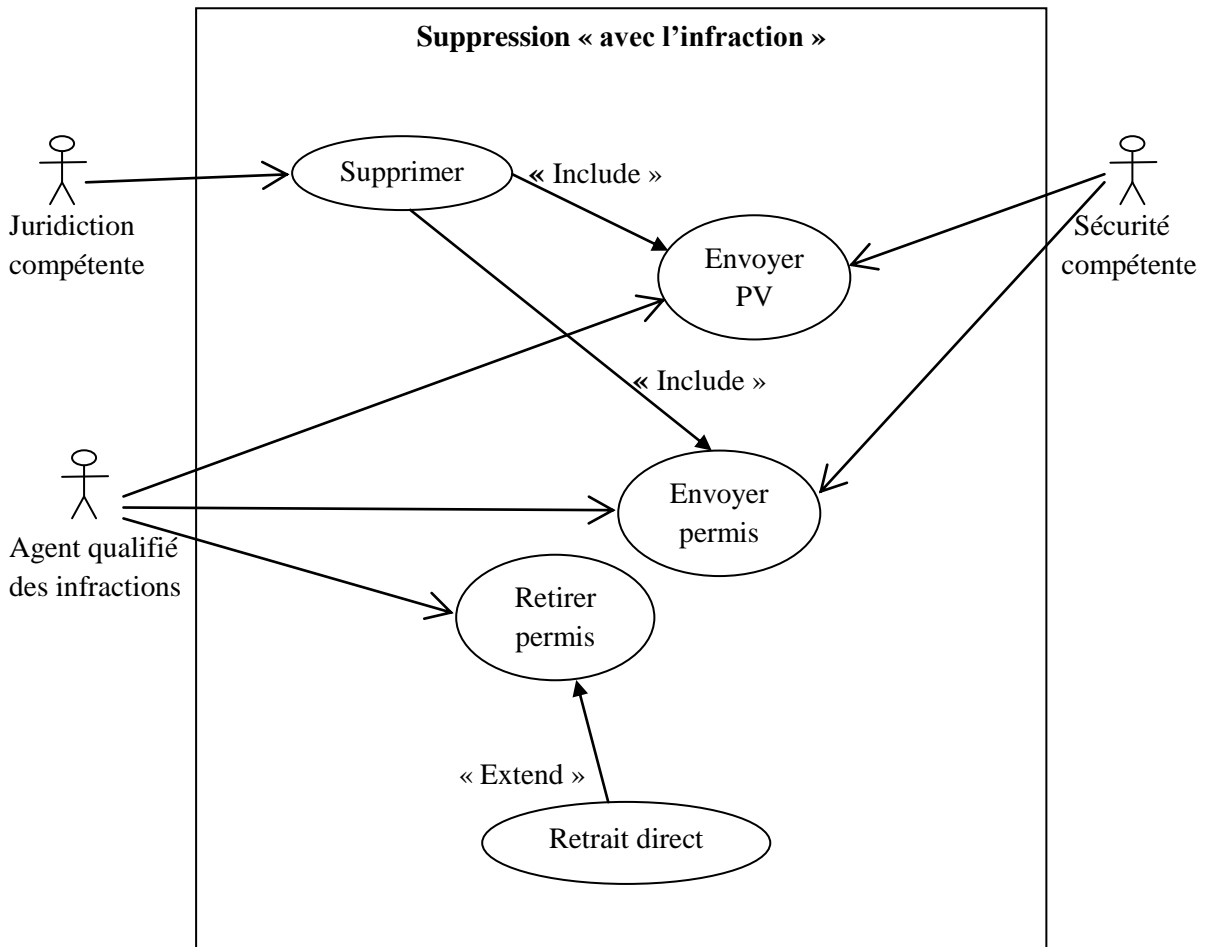 Suppression « avec l’infraction »
Supprimer
« Include »
Juridiction
compétente
Sécurité
compétente
Envoyer
PV
« Include »
Envoyer
permis
Agent qualifié
des infractions
Retirer
permis
« Extend »
Retrait direct